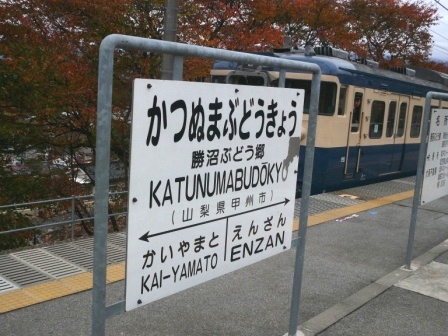 かつぬまぶどうきょう
勝沼ぶどう郷
KATUNUMABUDŌKYO
(山梨県甲州市)
かいやまと えんざん
KAI-YAMATO ENZAN